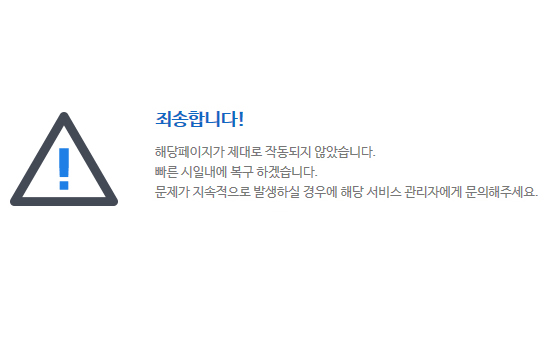 죄송합니다!
해당페이지가 제대로 작동되지 않았습니다.
빠른 시일내에 복구 하겠습니다.
문제가 지속적으로 발생하실 경우에 해당 서비스 관리자에게 문의해주세요.